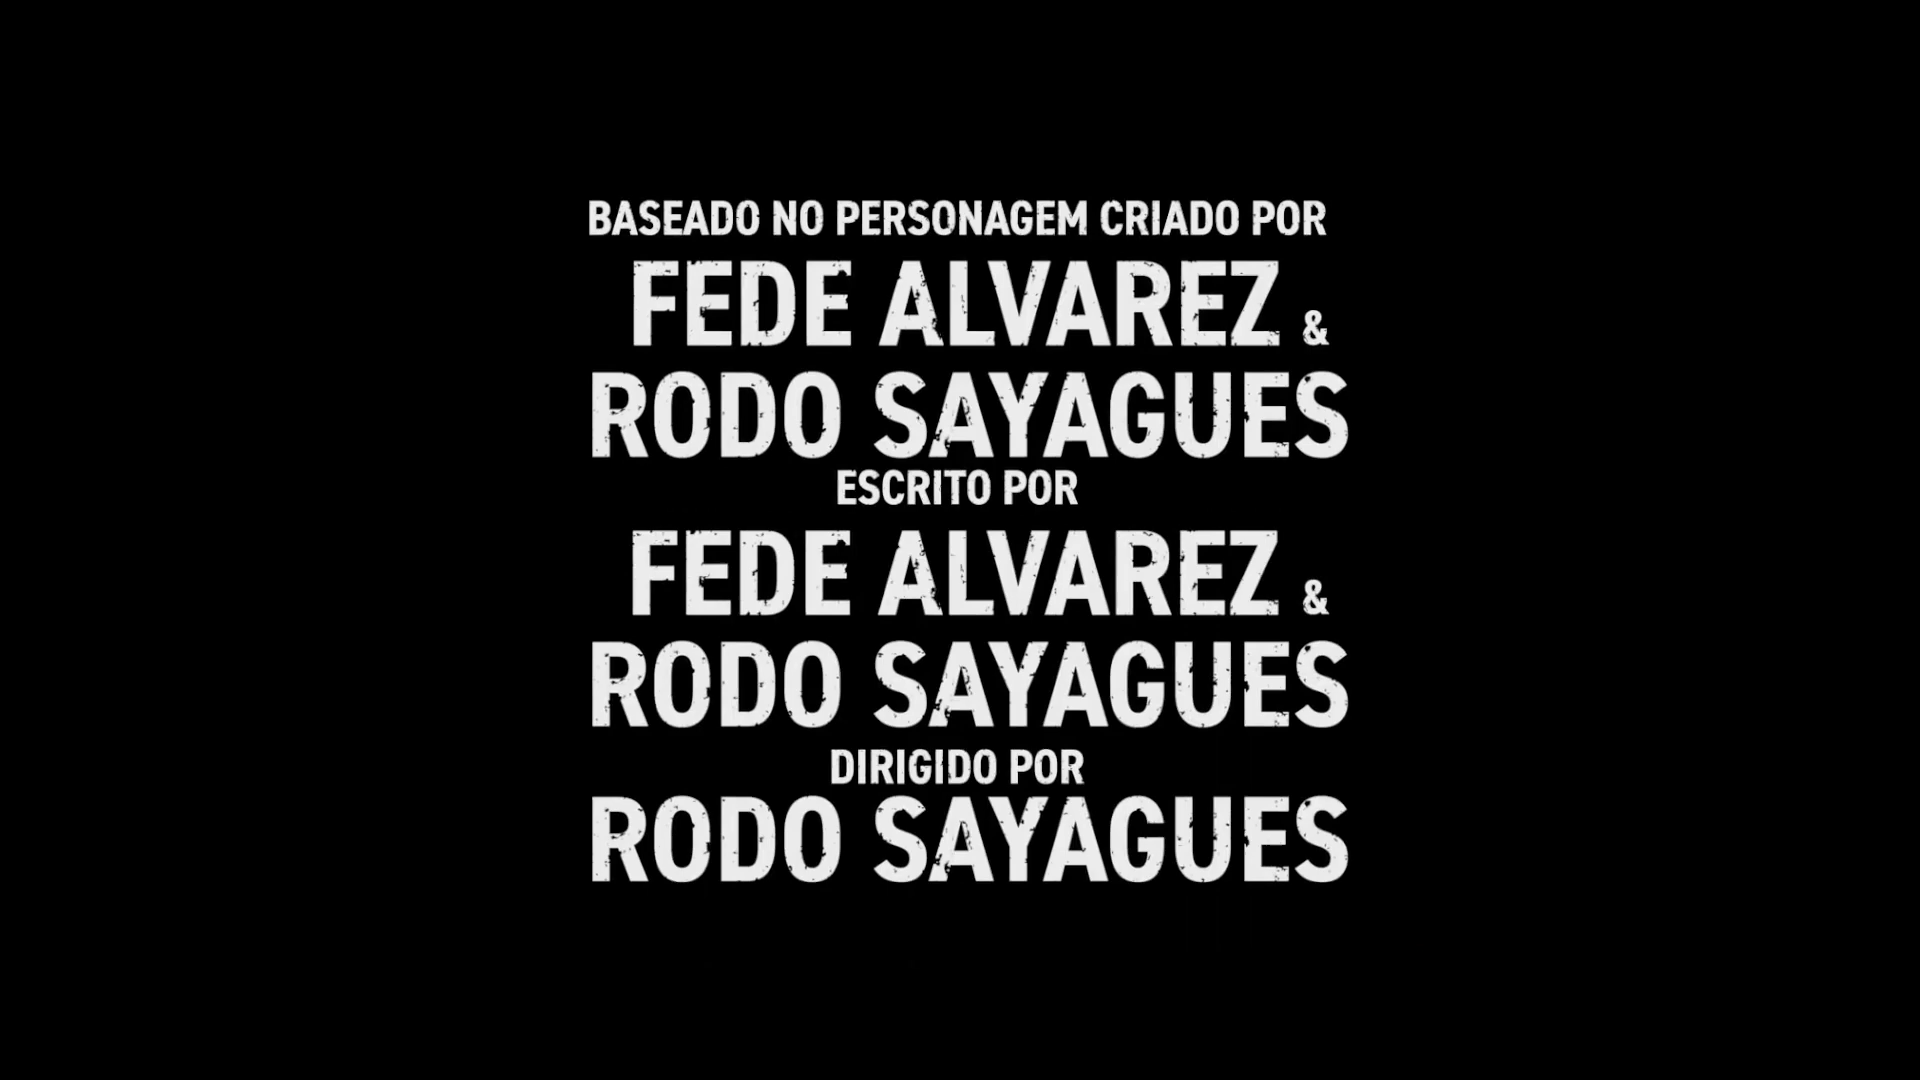 BASEADO NO PERSONAGEM CRIADO POR
FEDE ALVAREZ &
RODO SAYAGUES
ESCRITO POR
FEDE ALVAREZ &
RODO SAYAGUES
DIRIGIDO POR
RODO SAYAGUES